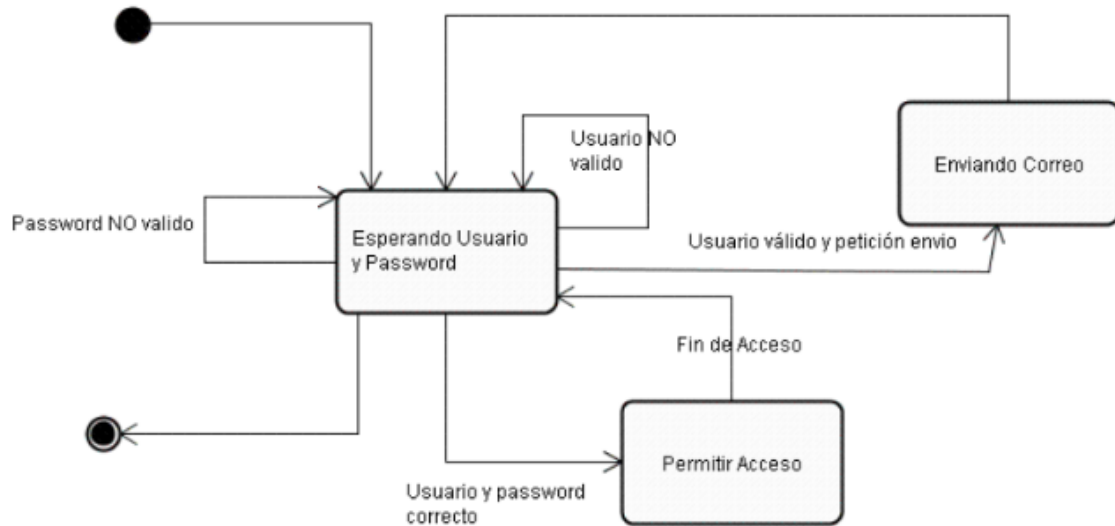 Usuario NO
valido
Enviando Correo
Password NO valido
Esperando Usuario
y Password
Usuario válido y petición envio
Fin de Acceso
Permitir Acceso
Usuario y password
correcto